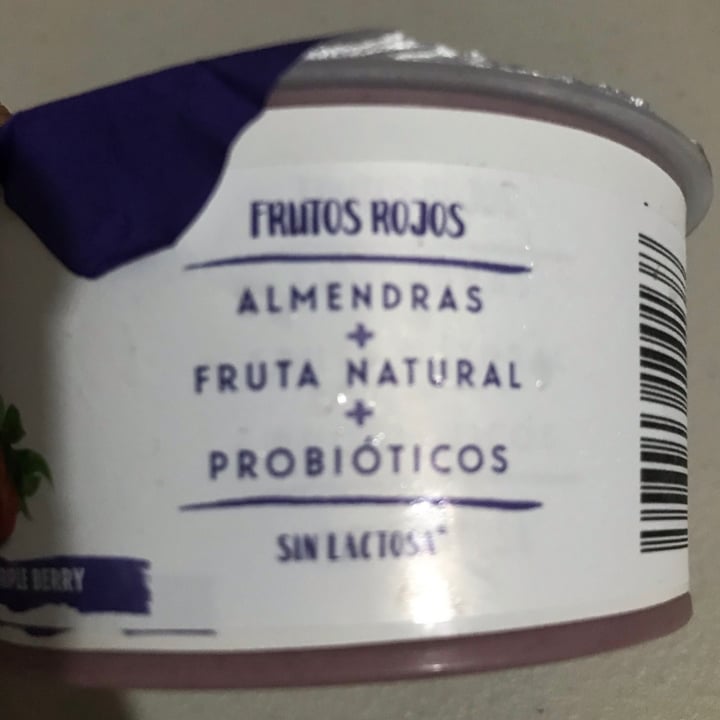 FRUTOS ROJOS
ALMENDRAS
+
FRUTA NATURAL
+
PROBIÓTICOS
SIN LACTOSA*
BERRY